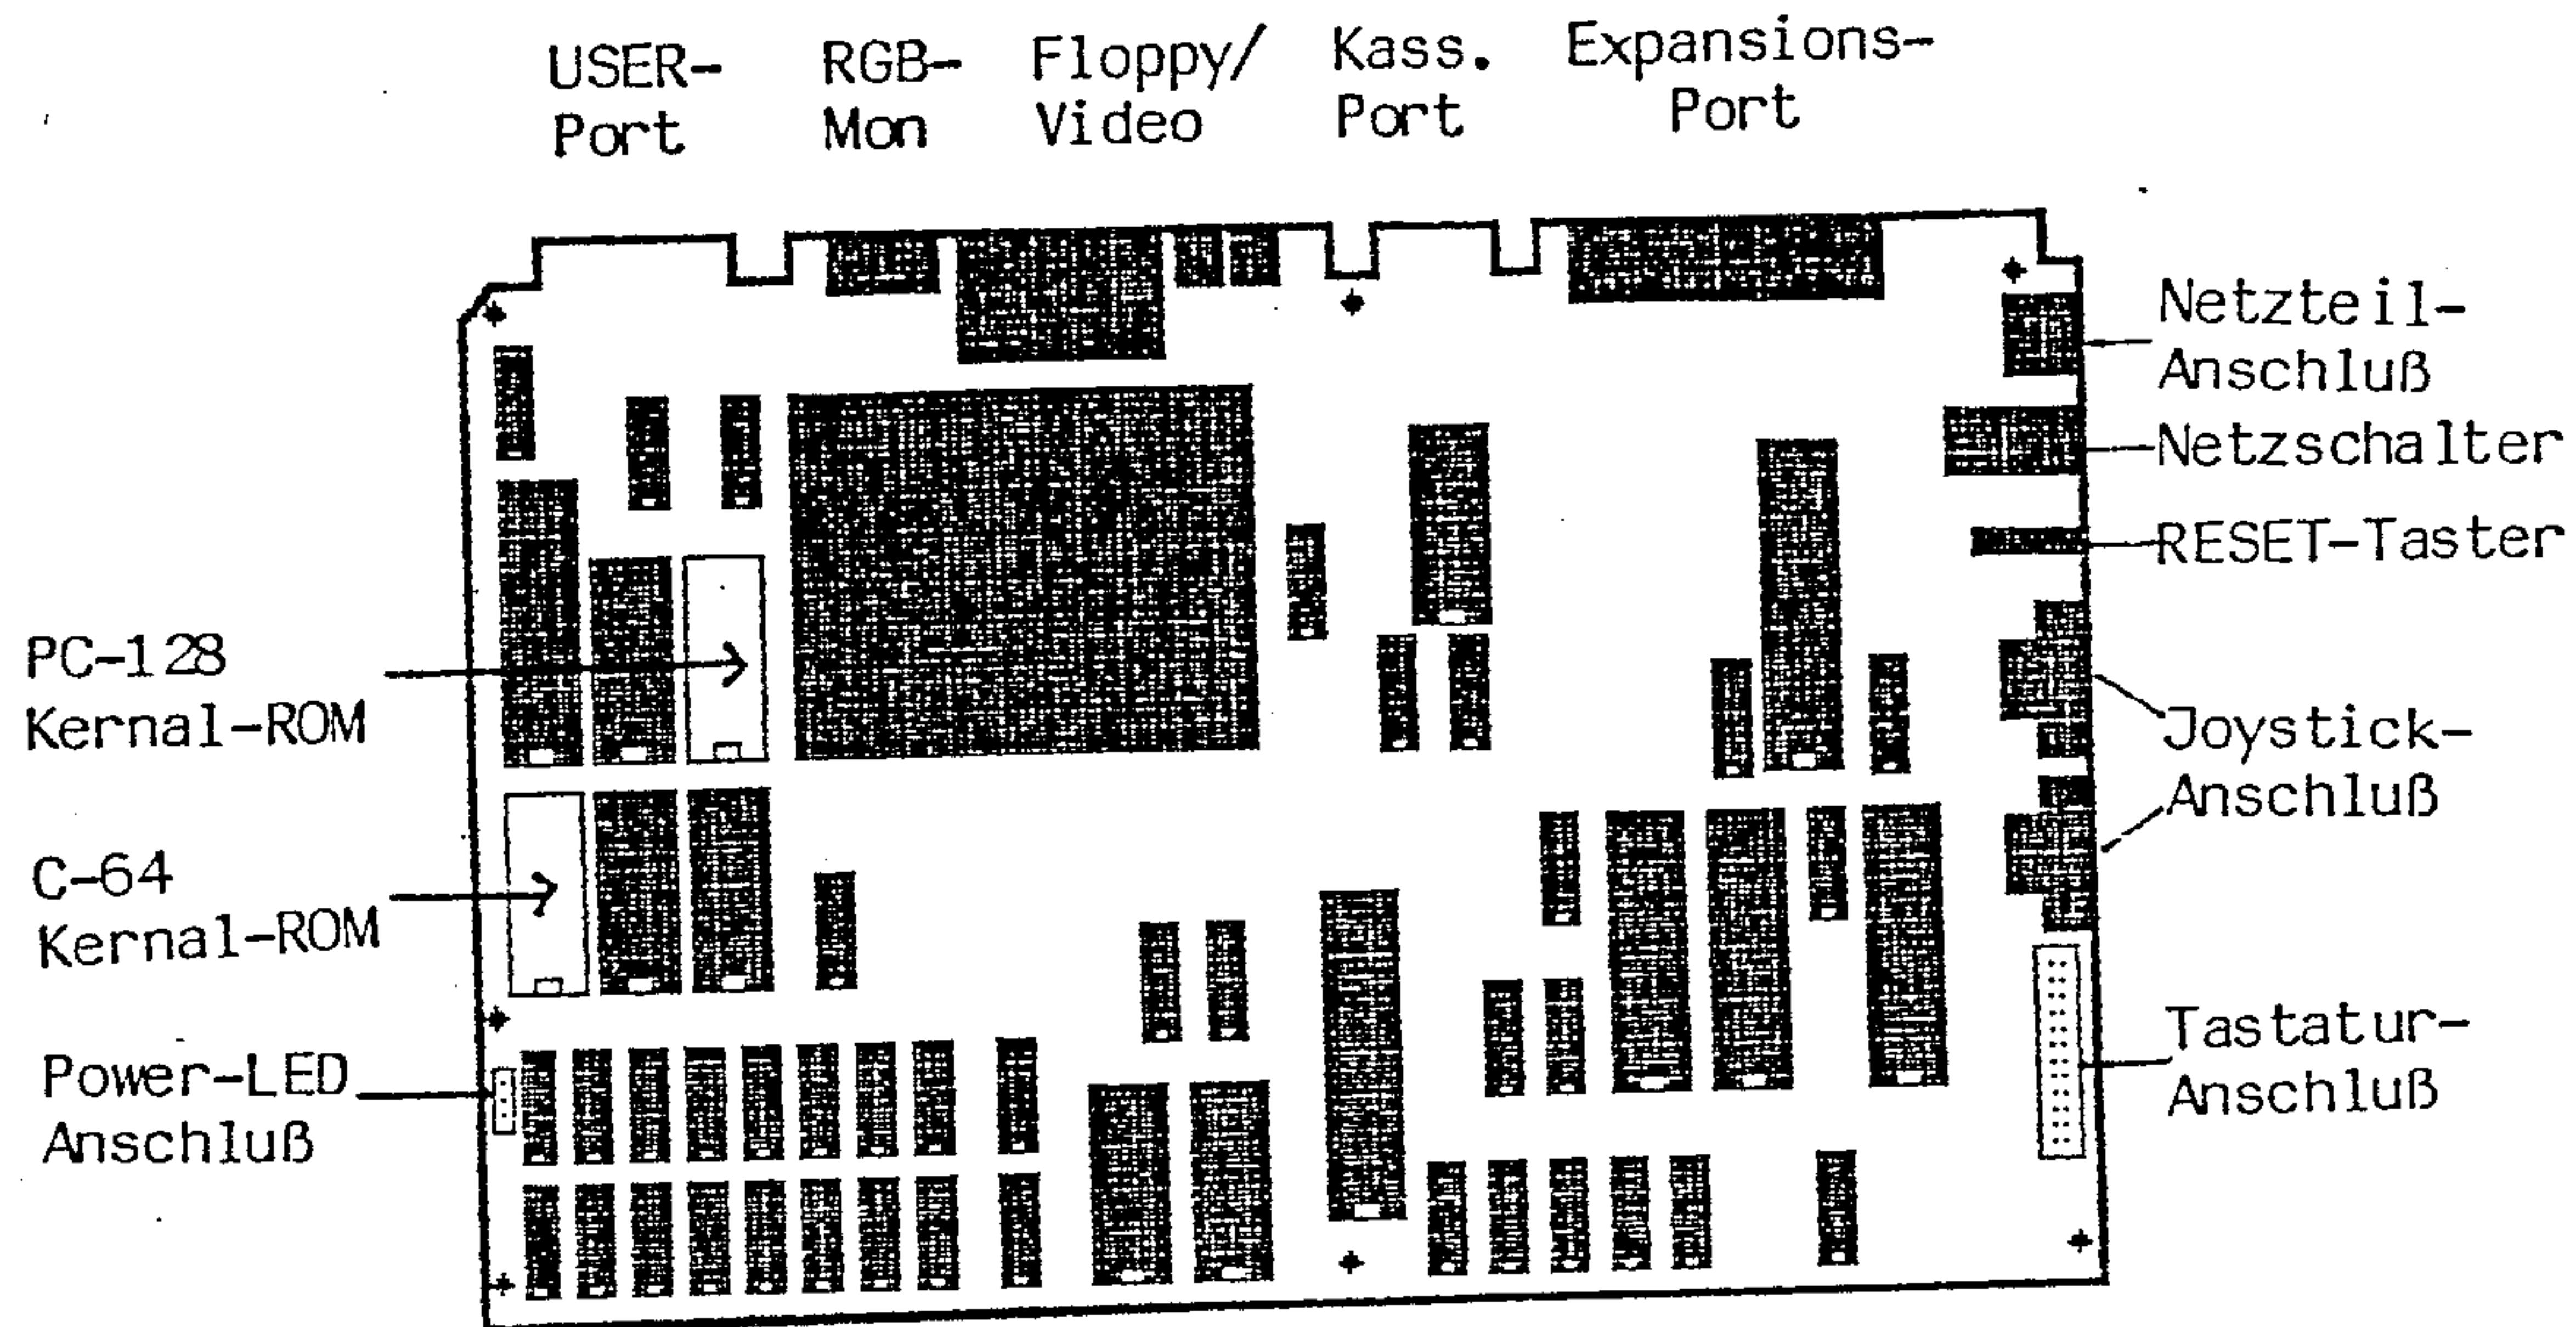 USER-
Port
RGB-
Mon
Floppy/
Video
Kass.
Port
Expansions-
Port
Netzteil-
Anschluß
Netzschalter
RESET-Taster
Joystick-
Anschluß
Tastatur-
Anschluß
PC-128
Kernal-ROM
C-64
Kernal-ROM
Power-LED
Anschluß